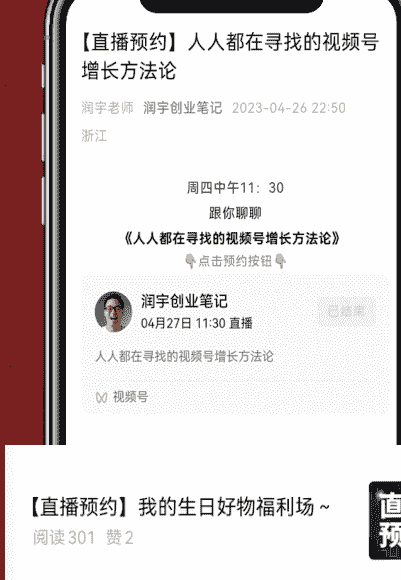 【直播预约】人人都在寻找的视频号
增长方法论
润宇老师 润宇创业笔记 2023-04-26 22:50
浙江
周四中午11：30
跟你聊聊
《人人都在寻找的视频号增长方法论》
👇点击预约按钮👇
润宇创业笔记
04月27日 11:30 直播
已结束
人人都在寻找的视频号增长方法论
视频号
【直播预约】我的生日好物福利场~
阅读301 赞2
直
预